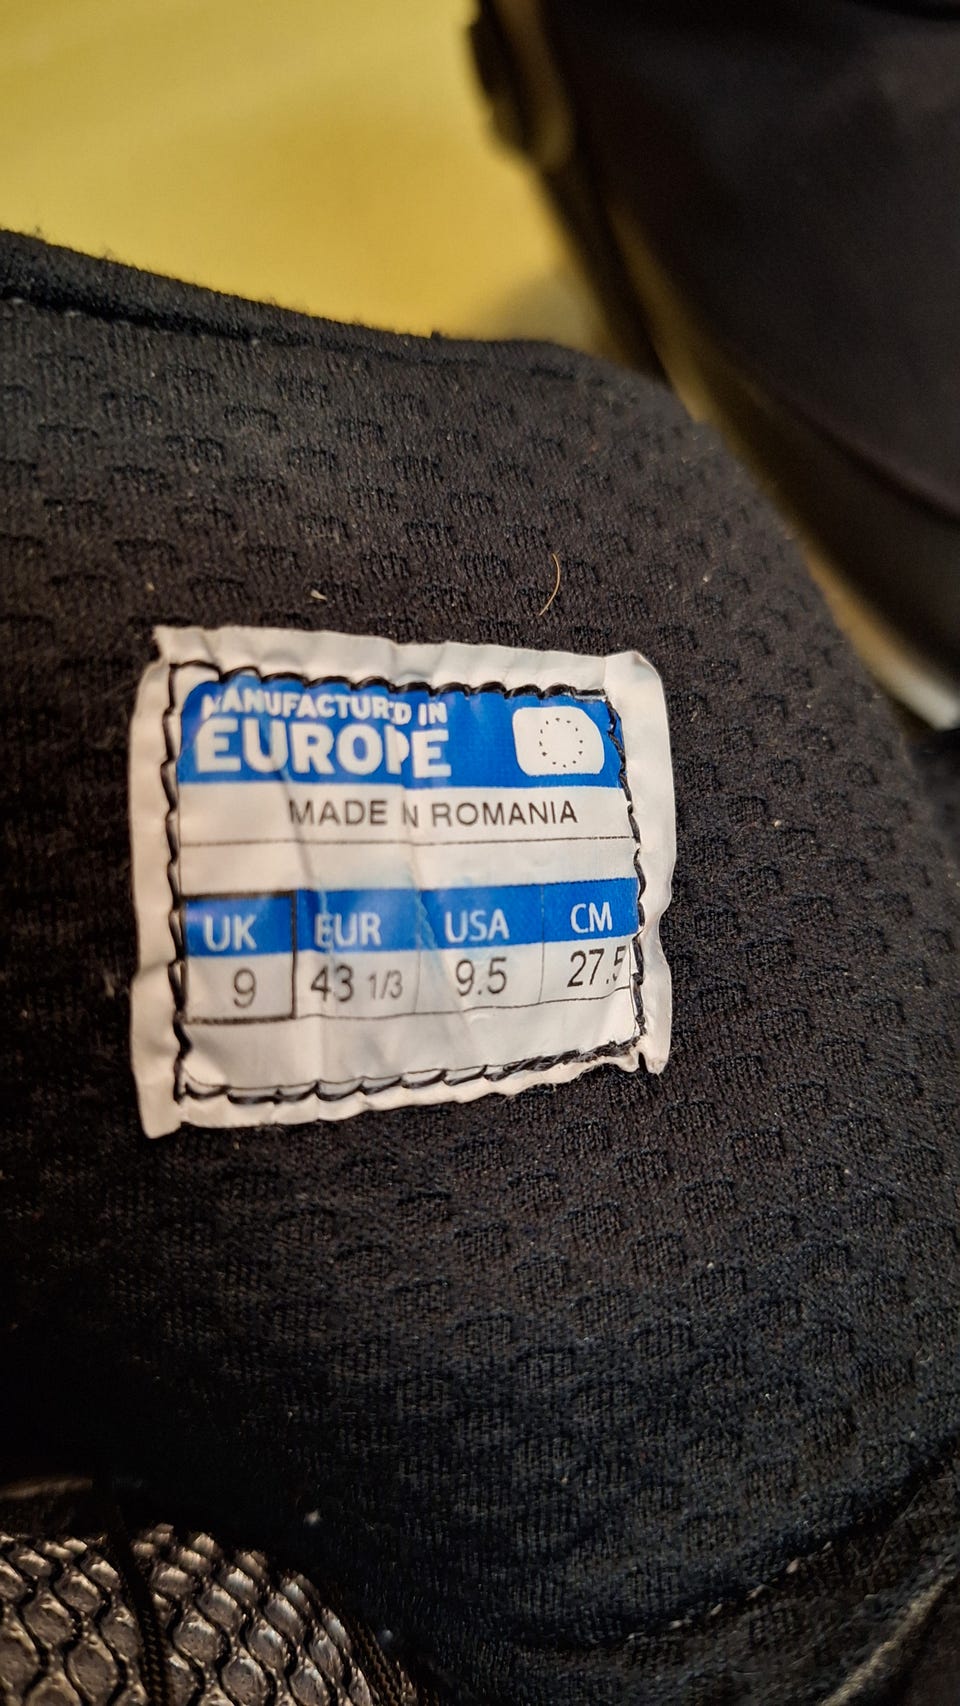 MANUFACTURED IN
EUROPE
MADE IN ROMANIA
UK EUR USA CM
9 43 1/3 9.5 27.5